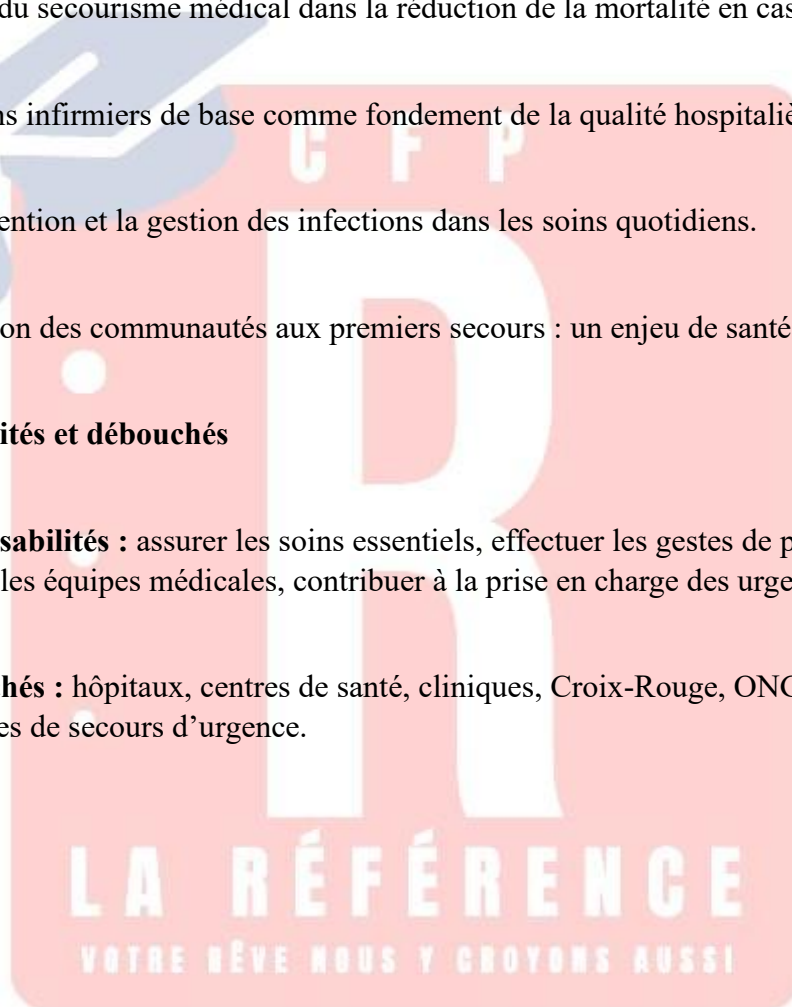 du secourisme médical dans la réduction de la mortalité en cas
ns infirmiers de base comme fondement de la qualité hospitaliè
C F P
ention et la gestion des infections dans les soins quotidiens.
R
on des communautés aux premiers secours : un enjeu de santé
ités et débouchés
sabilités : assurer les soins essentiels, effectuer les gestes de p
les équipes médicales, contribuer à la prise en charge des urge
hés : hôpitaux, centres de santé, cliniques, Croix-Rouge, ONG
es de secours d’urgence.
LA RÉFÉRENCE
VOTRE RÊVE NOUS Y CROYONS AUSSI